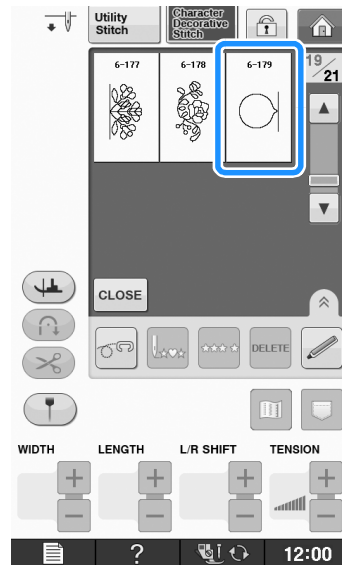 Utility
Stitch
Character
Decorative
Stitch
6-177
6-178
6-179
19/21
CLOSE
DELETE
WIDTH
LENGTH
L/R SHIFT
TENSION
+
+
+
+
−
−
−
−
?
12:00